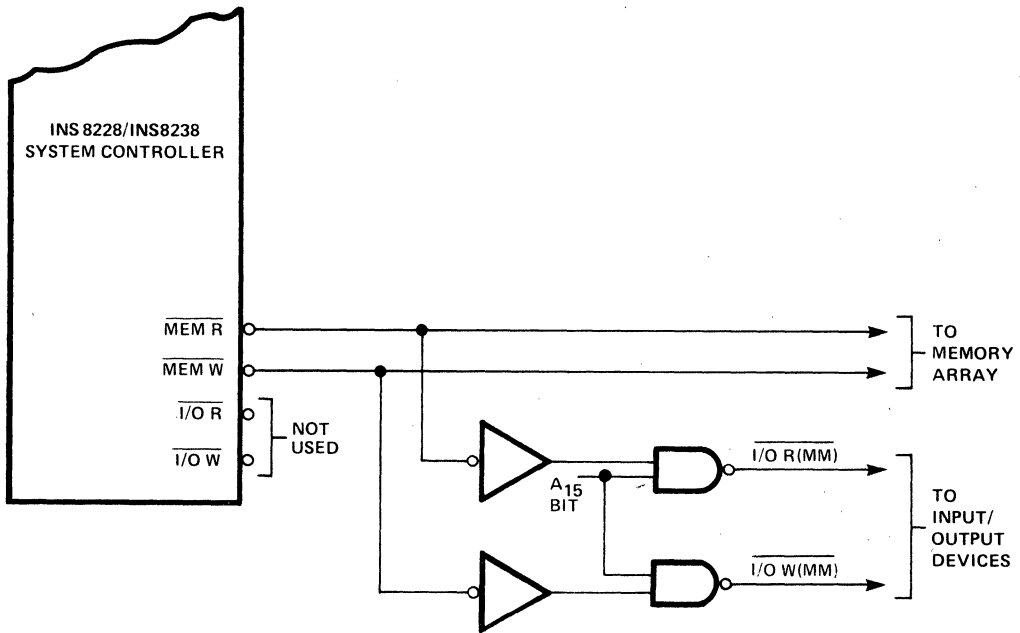 INS 8228/INS8238
SYSTEM CONTROLLER
MEM R
MEM W
I/O R
I/O W
NOT
USED
TO
MEMORY
ARRAY
A15
BIT
I/O R(MM)
I/O W(MM)
TO
INPUT/
OUTPUT
DEVICES